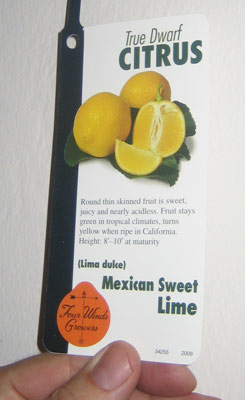 True Dwarf
CITRUS
Round thin skinned fruit is sweet,
juicy and nearly acidless. Fruit stays
green in tropical climates, turns
yellow when ripe in California.
Height: 8'–10' at maturity
(Lima dulce)
Mexican Sweet
Lime
Four Winds
Growers
34255 2009